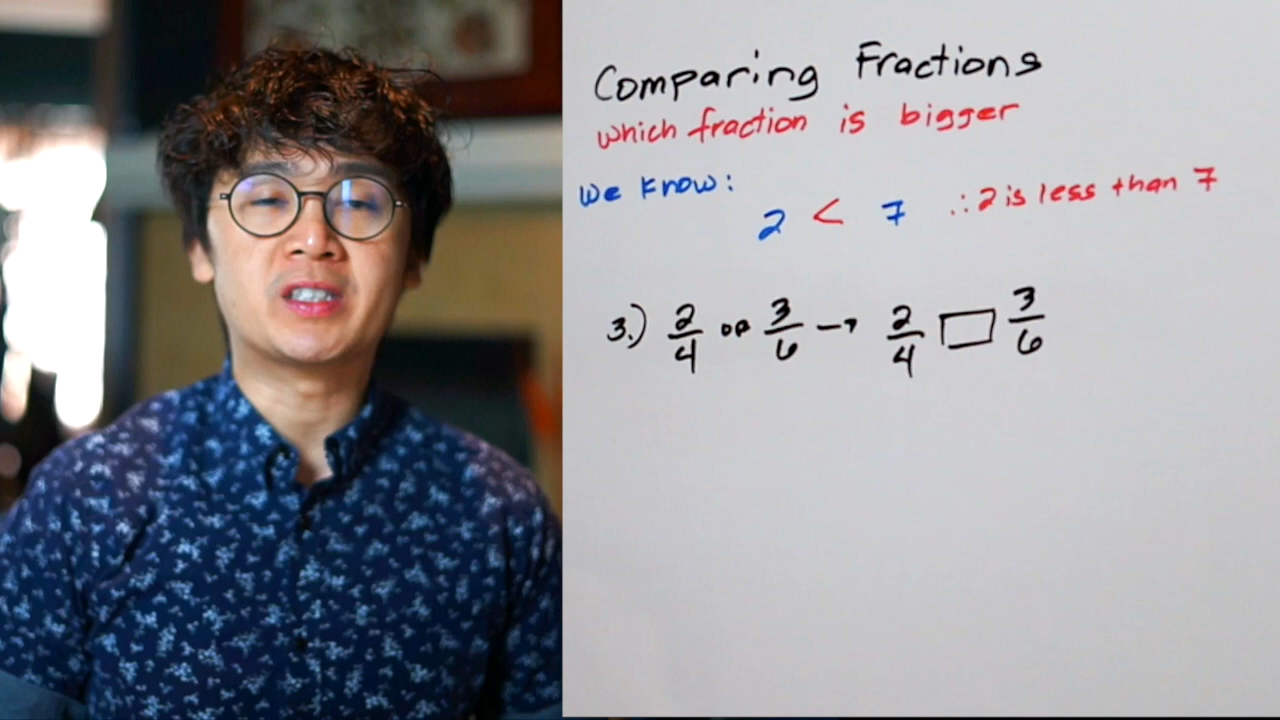 Comparing Fractions
which fraction is bigger
we know:
2 < 7 ∴ 2 is less than 7
3.) 2/4 or 3/6 → 2/4 □ 3/6